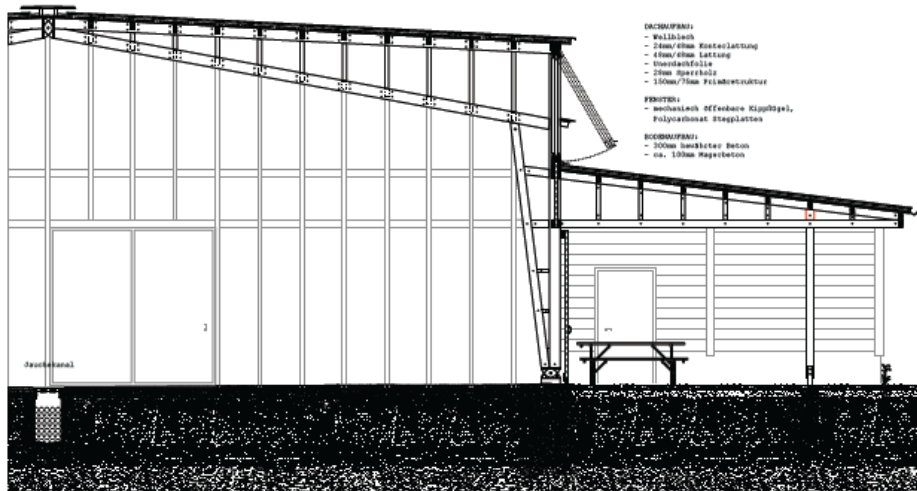 DACHAUFBAU:
- Wellblech
- 24mm/48mm Konterlattung
- 48mm/48mm Lattung
- Unerdachfolie
- 28mm Sperrholz
- 150mm/75mm Primärstruktur
FENSTER:
- mechanisch öffenbare Kippflügel,
Polycarbonat Stegplatten
BODENAUFBAU:
- 300mm bewährter Beton
- ca. 100mm Magerbeton
Jauchekanal